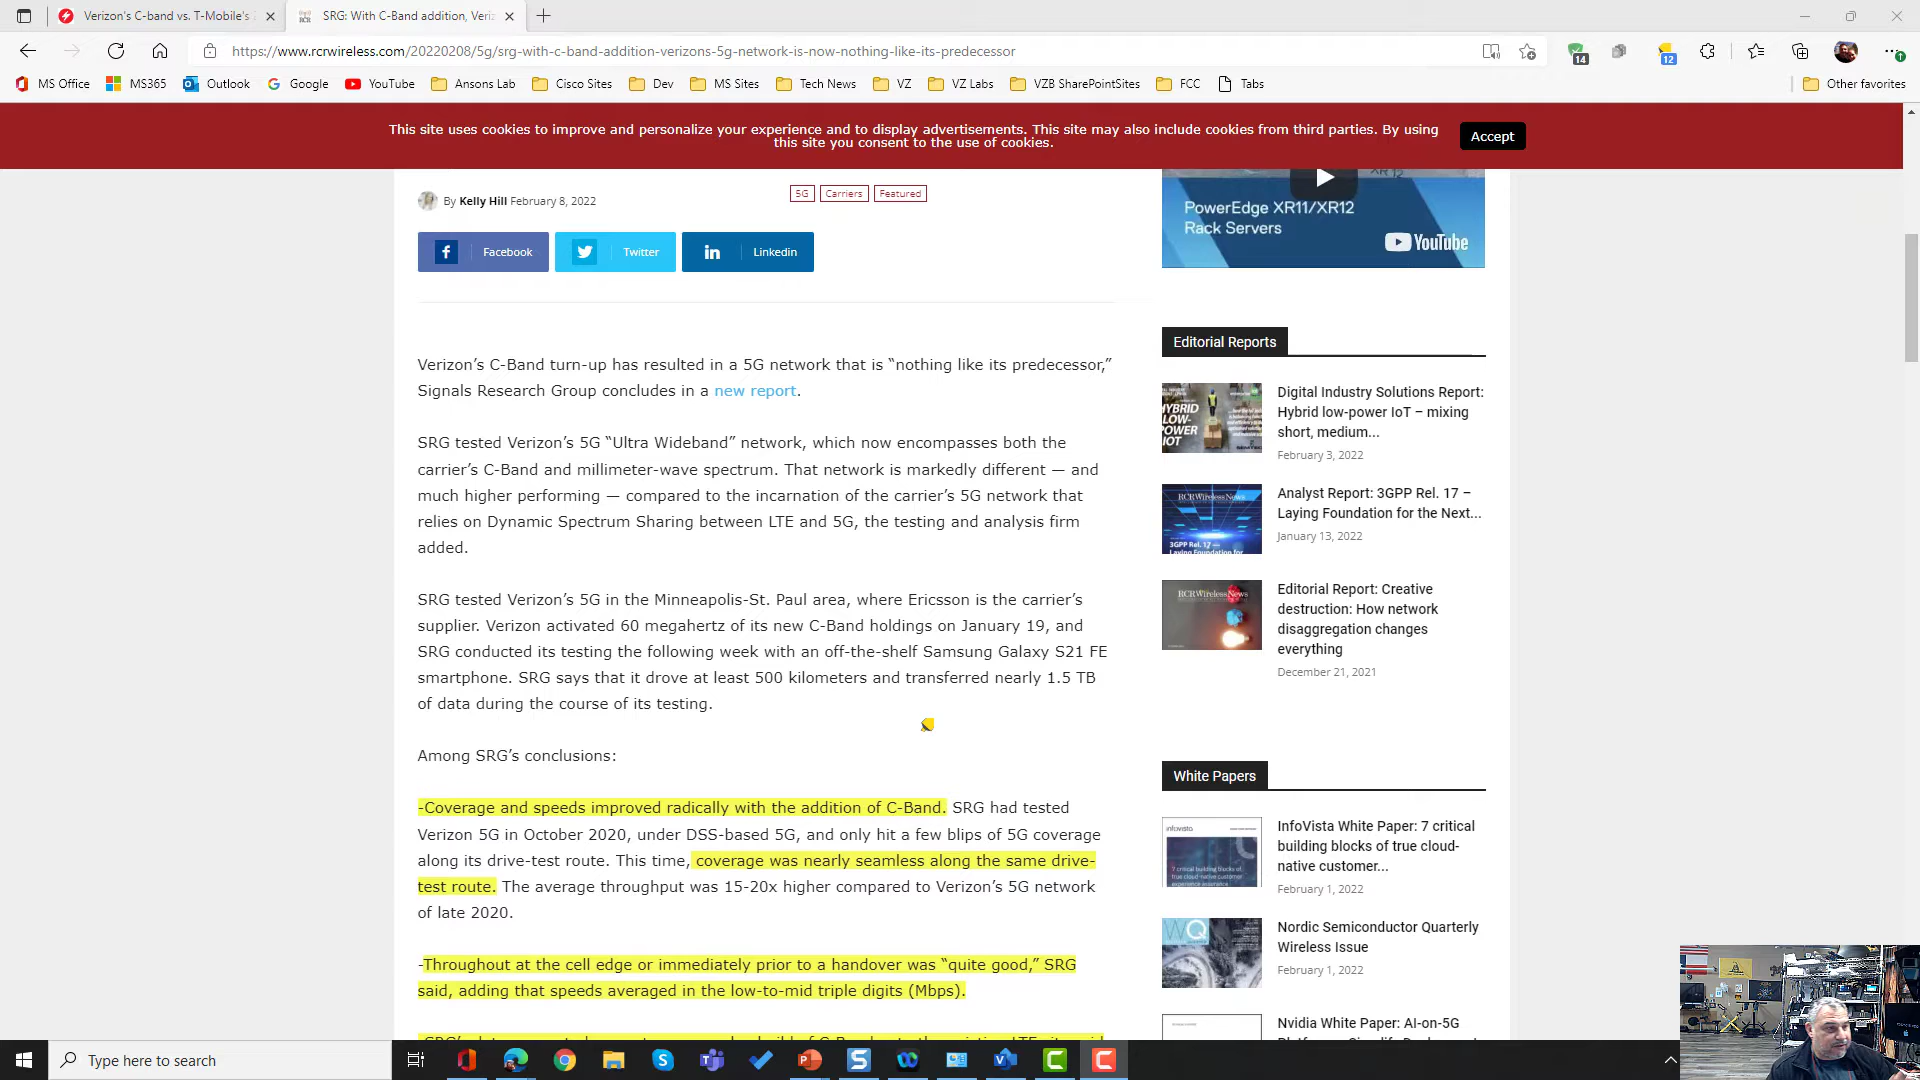 Verizon's C-band vs. T-Mobile's
SRG: With C-Band addition, Veriz
https://www.rcrwireless.com/20220208/5g/srg-with-c-band-addition-verizons-5g-network-is-now-nothing-like-its-predecessor
14
12
MS Office
MS365
Outlook
Google
YouTube
Ansons Lab
Cisco Sites
Dev
MS Sites
Tech News
VZ
VZ Labs
VZB SharePointSites
FCC
Tabs
Other favorites
This site uses cookies to improve and personalize your experience and to display advertisements. This site may also include cookies from third parties. By using
this site you consent to the use of cookies.
Accept
By Kelly Hill February 8, 2022
5G
Carriers
Featured
Facebook
Twitter
Linkedin
Verizon’s C-Band turn-up has resulted in a 5G network that is “nothing like its predecessor,”
Signals Research Group concludes in a new report.
SRG tested Verizon’s 5G “Ultra Wideband” network, which now encompasses both the
carrier’s C-Band and millimeter-wave spectrum. That network is markedly different — and
much higher performing — compared to the incarnation of the carrier’s 5G network that
relies on Dynamic Spectrum Sharing between LTE and 5G, the testing and analysis firm
added.
SRG tested Verizon’s 5G in the Minneapolis-St. Paul area, where Ericsson is the carrier’s
supplier. Verizon activated 60 megahertz of its new C-Band holdings on January 19, and
SRG conducted its testing the following week with an off-the-shelf Samsung Galaxy S21 FE
smartphone. SRG says that it drove at least 500 kilometers and transferred nearly 1.5 TB
of data during the course of its testing.
Among SRG’s conclusions:
-Coverage and speeds improved radically with the addition of C-Band. SRG had tested
Verizon 5G in October 2020, under DSS-based 5G, and only hit a few blips of 5G coverage
along its drive-test route. This time, coverage was nearly seamless along the same drive-
test route. The average throughput was 15-20x higher compared to Verizon’s 5G network
of late 2020.
-Throughout at the cell edge or immediately prior to a handover was “quite good,” SRG
said, adding that speeds averaged in the low-to-mid triple digits (Mbps).
XR12
PowerEdge XR11/XR12
Rack Servers
YouTube
Editorial Reports
HYBRID
LOW-
POWER
IOT
Digital Industry Solutions Report:
Hybrid low-power IoT – mixing
short, medium...
February 3, 2022
RCRWirelessNews
3GPP Rel. 17 —
Laying Foundation for
Analyst Report: 3GPP Rel. 17 –
Laying Foundation for the Next...
January 13, 2022
RCRWirelessNews
Editorial Report: Creative
destruction: How network
disaggregation changes
everything
December 21, 2021
White Papers
infovista
InfoVista White Paper: 7 critical
building blocks of true cloud-
native customer...
February 1, 2022
WQ
Nordic Semiconductor Quarterly
Wireless Issue
February 1, 2022
Nvidia White Paper: AI-on-5G
Type here to search